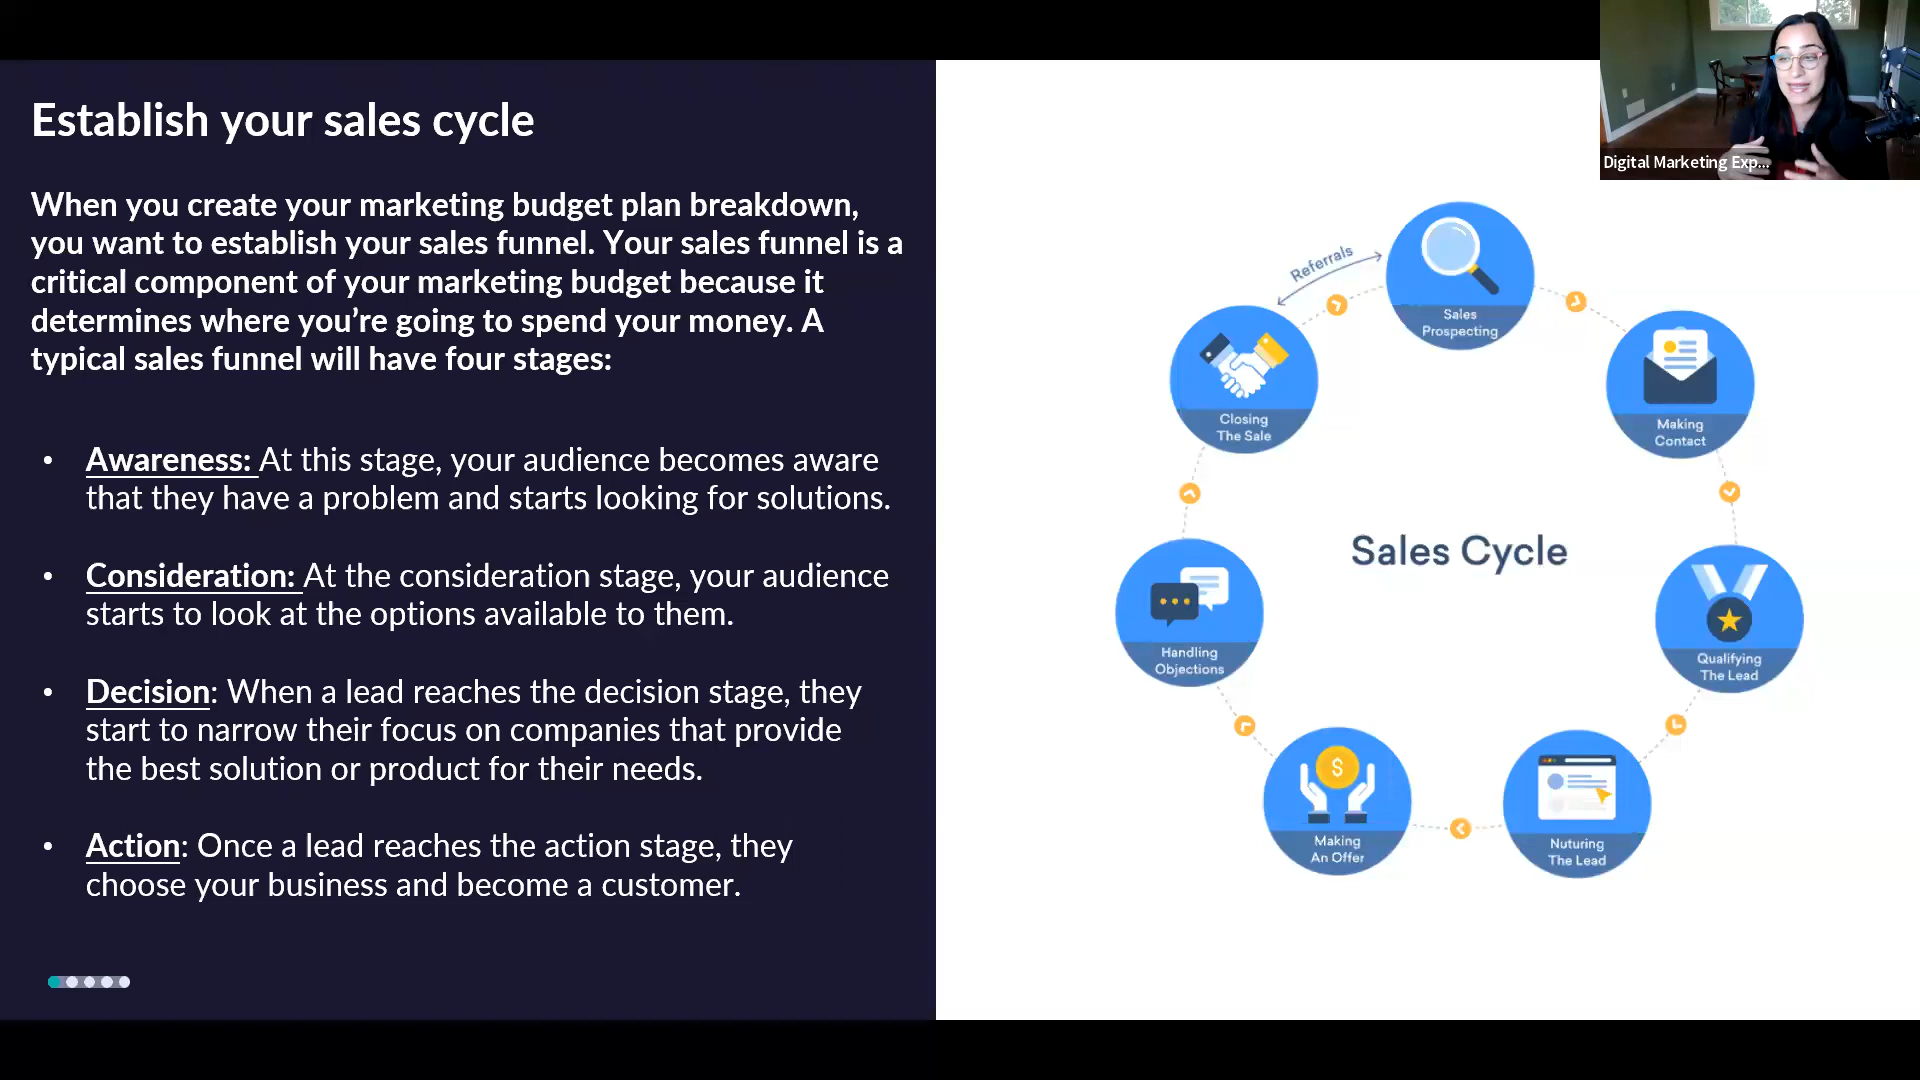 Establish your sales cycle
When you create your marketing budget plan breakdown,
you want to establish your sales funnel. Your sales funnel is a
critical component of your marketing budget because it
determines where you’re going to spend your money. A
typical sales funnel will have four stages:
• Awareness: At this stage, your audience becomes aware
that they have a problem and starts looking for solutions.
• Consideration: At the consideration stage, your audience
starts to look at the options available to them.
• Decision: When a lead reaches the decision stage, they
start to narrow their focus on companies that provide
the best solution or product for their needs.
• Action: Once a lead reaches the action stage, they
choose your business and become a customer.
Digital Marketing Exp...
Referrals
Sales
Prospecting
Making
Contact
Qualifying
The Lead
Nuturing
The Lead
Making
An Offer
Handling
Objections
Closing
The Sale
Sales Cycle
$